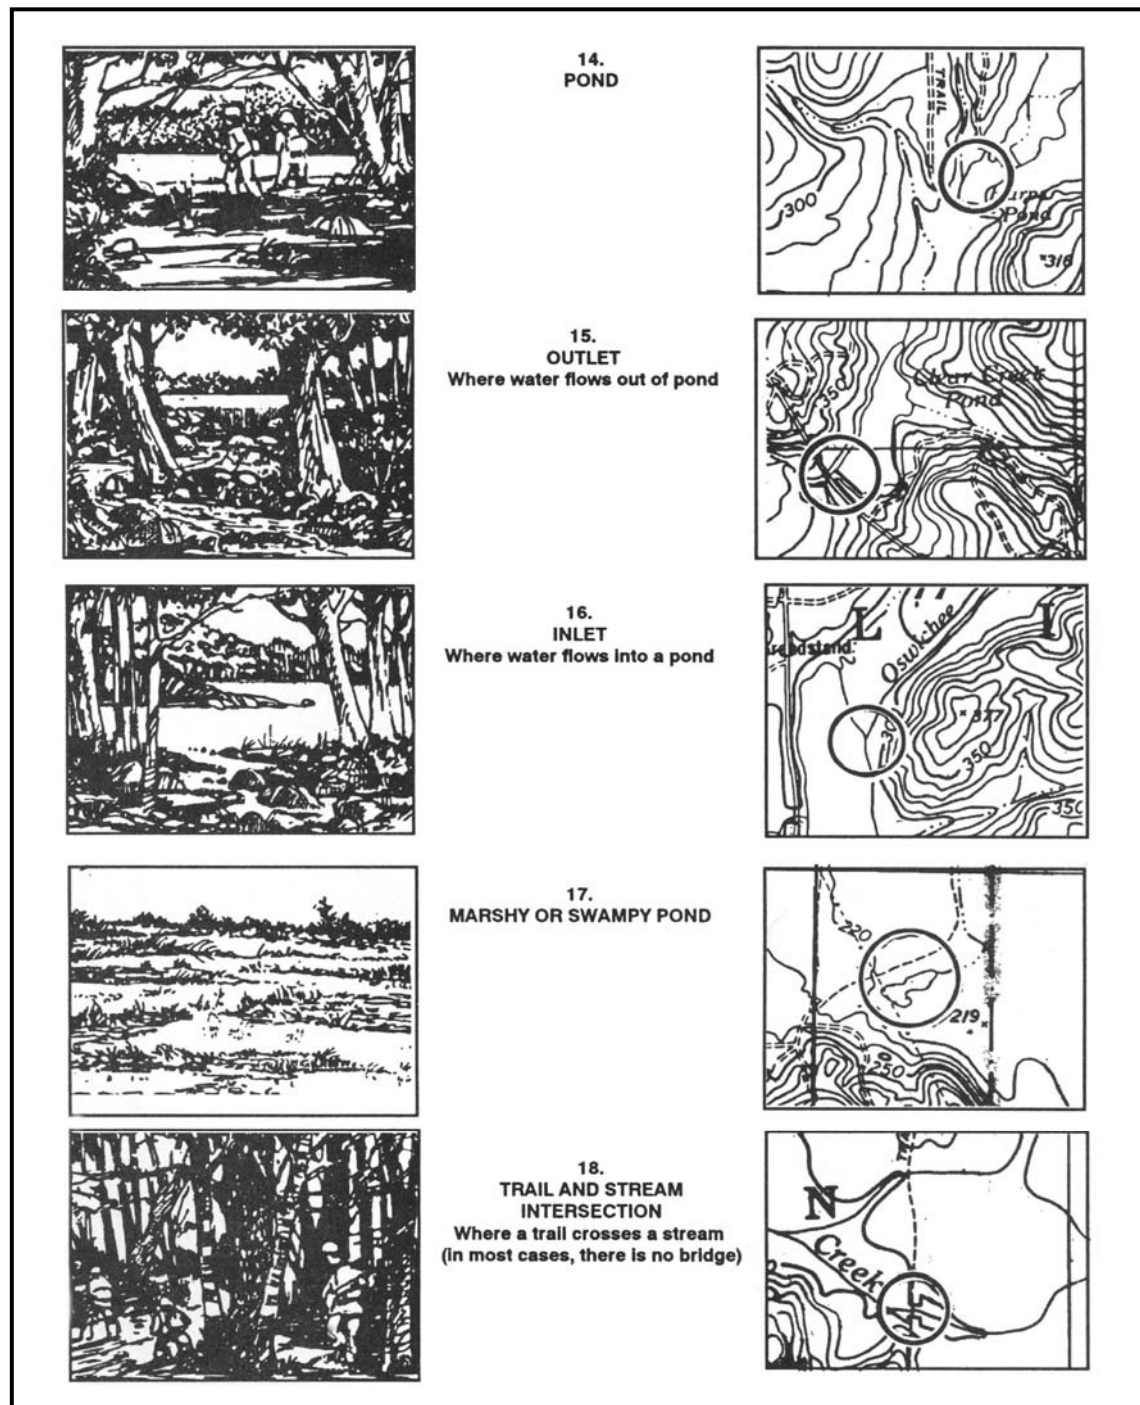 14.
POND
TRAIL
300
Pond
×316
15.
OUTLET
Where water flows out of pond
350
Creek
Pond
16.
INLET
Where water flows into a pond
L I
Oswichee
30
×377
350
350
17.
MARSHY OR SWAMPY POND
220
219 ×
250
18.
TRAIL AND STREAM
INTERSECTION
Where a trail crosses a stream
(in most cases, there is no bridge)
N
Creek